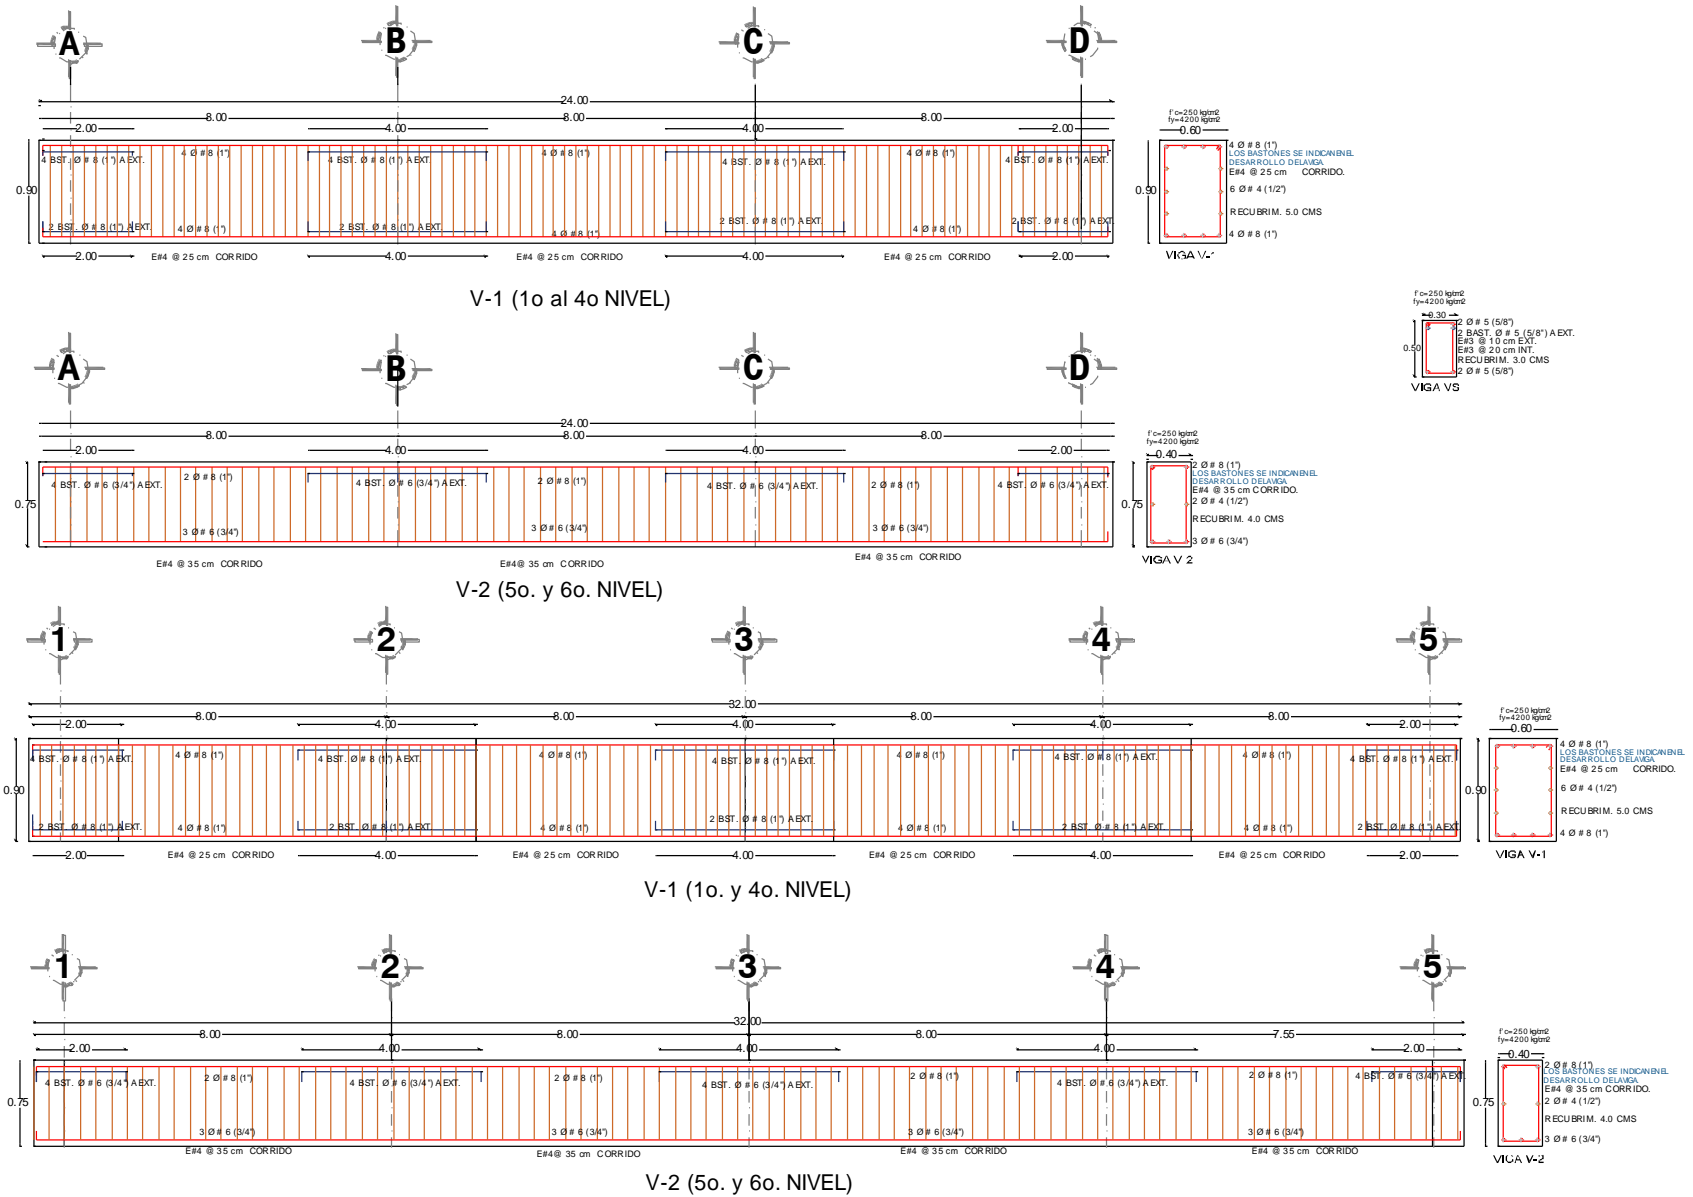 A B C D
24.00
8.00 8.00 8.00
2.00 4.00 4.00 2.00
4 BST. Ø # 8 (1") A EXT. 4 Ø # 8 (1") 4 BST. Ø # 8 (1") A EXT. 4 Ø # 8 (1") 4 BST. Ø # 8 (1") A EXT. 4 Ø # 8 (1") 4 BST. Ø # 8 (1") A EXT.
0.90
2 BST. Ø # 8 (1") A EXT. 4 Ø # 8 (1") 2 BST. Ø # 8 (1") A EXT. 4 Ø # 8 (1") 2 BST. Ø # 8 (1") A EXT. 4 Ø # 8 (1") 2 BST. Ø # 8 (1") A EXT.
2.00 E#4 @ 25 cm CORRIDO 4.00 E#4 @ 25 cm CORRIDO 4.00 E#4 @ 25 cm CORRIDO 2.00
V-1 (1o al 4o NIVEL)
f'c=250 kg/cm2
fy=4200 kg/cm2
0.60
0.90
4 Ø # 8 (1")
LOS BASTONES SE INDICAN EN EL
DESARROLLO DE LA VIGA
E#4 @ 25 cm CORRIDO.
6 Ø # 4 (1/2")
RECUBRIM. 5.0 CMS
4 Ø # 8 (1")
VIGA V-1
f'c=250 kg/cm2
fy=4200 kg/cm2
0.30
0.50
2 Ø # 5 (5/8")
2 BAST. Ø # 5 (5/8") A EXT.
E#3 @ 10 cm EXT.
E#3 @ 20 cm INT.
RECUBRIM. 3.0 CMS
2 Ø # 5 (5/8")
VIGA VS
A B C D
24.00
8.00 8.00 8.00
2.00 4.00 4.00 2.00
4 BST. Ø # 6 (3/4") A EXT. 2 Ø # 8 (1") 4 BST. Ø # 6 (3/4") A EXT. 2 Ø # 8 (1") 4 BST. Ø # 6 (3/4") A EXT. 2 Ø # 8 (1") 4 BST. Ø # 6 (3/4") A EXT.
0.75
3 Ø # 6 (3/4") 3 Ø # 6 (3/4") 3 Ø # 6 (3/4")
E#4 @ 35 cm CORRIDO E#4@ 35 cm CORRIDO E#4 @ 35 cm CORRIDO
V-2 (5o. y 6o. NIVEL)
f'c=250 kg/cm2
fy=4200 kg/cm2
0.40
0.75
2 Ø # 8 (1")
LOS BASTONES SE INDICAN EN EL
DESARROLLO DE LA VIGA
E#4 @ 35 cm CORRIDO.
2 Ø # 4 (1/2")
RECUBRIM. 4.0 CMS
3 Ø # 6 (3/4")
VIGA V-2
1 2 3 4 5
32.00
8.00 8.00 8.00 8.00
2.00 4.00 4.00 4.00 2.00
4 BST. Ø # 8 (1") A EXT. 4 Ø # 8 (1") 4 BST. Ø # 8 (1") A EXT. 4 Ø # 8 (1") 4 BST. Ø # 8 (1") A EXT. 4 Ø # 8 (1") 4 BST. Ø # 8 (1") A EXT. 4 Ø # 8 (1") 4 BST. Ø # 8 (1") A EXT.
0.90
2 BST. Ø # 8 (1") A EXT. 4 Ø # 8 (1") 2 BST. Ø # 8 (1") A EXT. 4 Ø # 8 (1") 2 BST. Ø # 8 (1") A EXT. 4 Ø # 8 (1") 2 BST. Ø # 8 (1") A EXT. 4 Ø # 8 (1") 2 BST. Ø # 8 (1") A EXT
2.00 E#4 @ 25 cm CORRIDO 4.00 E#4 @ 25 cm CORRIDO 4.00 E#4 @ 25 cm CORRIDO 4.00 E#4 @ 25 cm CORRIDO 2.00
V-1 (1o. y 4o. NIVEL)
f'c=250 kg/cm2
fy=4200 kg/cm2
0.60
0.90
4 Ø # 8 (1")
LOS BASTONES SE INDICAN EN EL
DESARROLLO DE LA VIGA
E#4 @ 25 cm CORRIDO.
6 Ø # 4 (1/2")
RECUBRIM. 5.0 CMS
4 Ø # 8 (1")
VIGA V-1
1 2 3 4 5
32.00
8.00 8.00 8.00 7.55
2.00 4.00 4.00 4.00 2.00
4 BST. Ø # 6 (3/4") A EXT. 2 Ø # 8 (1") 4 BST. Ø # 6 (3/4") A EXT. 2 Ø # 8 (1") 4 BST. Ø # 6 (3/4") A EXT. 2 Ø # 8 (1") 4 BST. Ø # 6 (3/4") A EXT. 2 Ø # 8 (1") 4 BST. Ø # 6 (3/4") A EXT.
0.75
3 Ø # 6 (3/4") 3 Ø # 6 (3/4") 3 Ø # 6 (3/4") 3 Ø # 6 (3/4")
E#4 @ 35 cm CORRIDO E#4@ 35 cm CORRIDO E#4 @ 35 cm CORRIDO E#4 @ 35 cm CORRIDO
V-2 (5o. y 6o. NIVEL)
f'c=250 kg/cm2
fy=4200 kg/cm2
0.40
0.75
2 Ø # 8 (1")
LOS BASTONES SE INDICAN EN EL
DESARROLLO DE LA VIGA
E#4 @ 35 cm CORRIDO.
2 Ø # 4 (1/2")
RECUBRIM. 4.0 CMS
3 Ø # 6 (3/4")
VIGA V-2